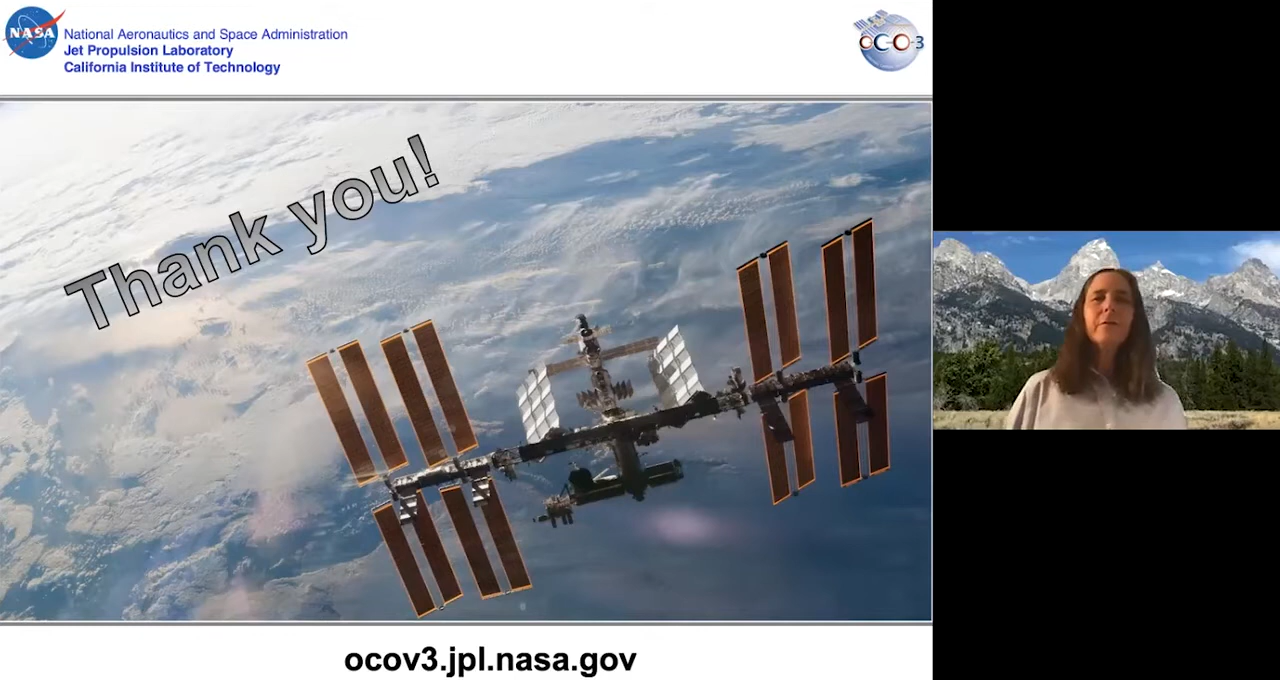 NASA
National Aeronautics and Space Administration
Jet Propulsion Laboratory
California Institute of Technology
OCO-3
Thank you!
ocov3.jpl.nasa.gov